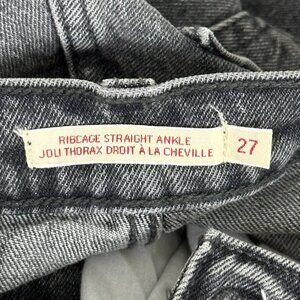 RIBCAGE STRAIGHT ANKLE
JOLI THORAX DROIT À LA CHEVILLE
27